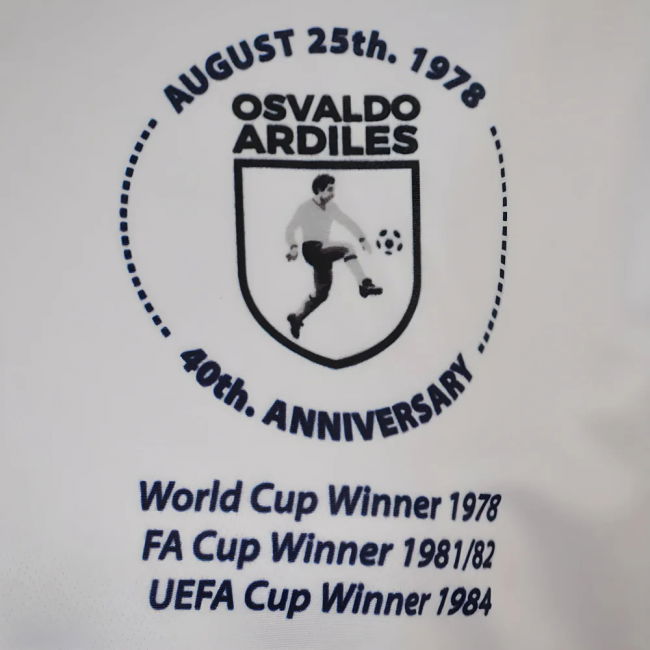 AUGUST 25th. 1978
OSVALDO
ARDILES
40th. ANNIVERSARY
World Cup Winner 1978
FA Cup Winner 1981/82
UEFA Cup Winner 1984